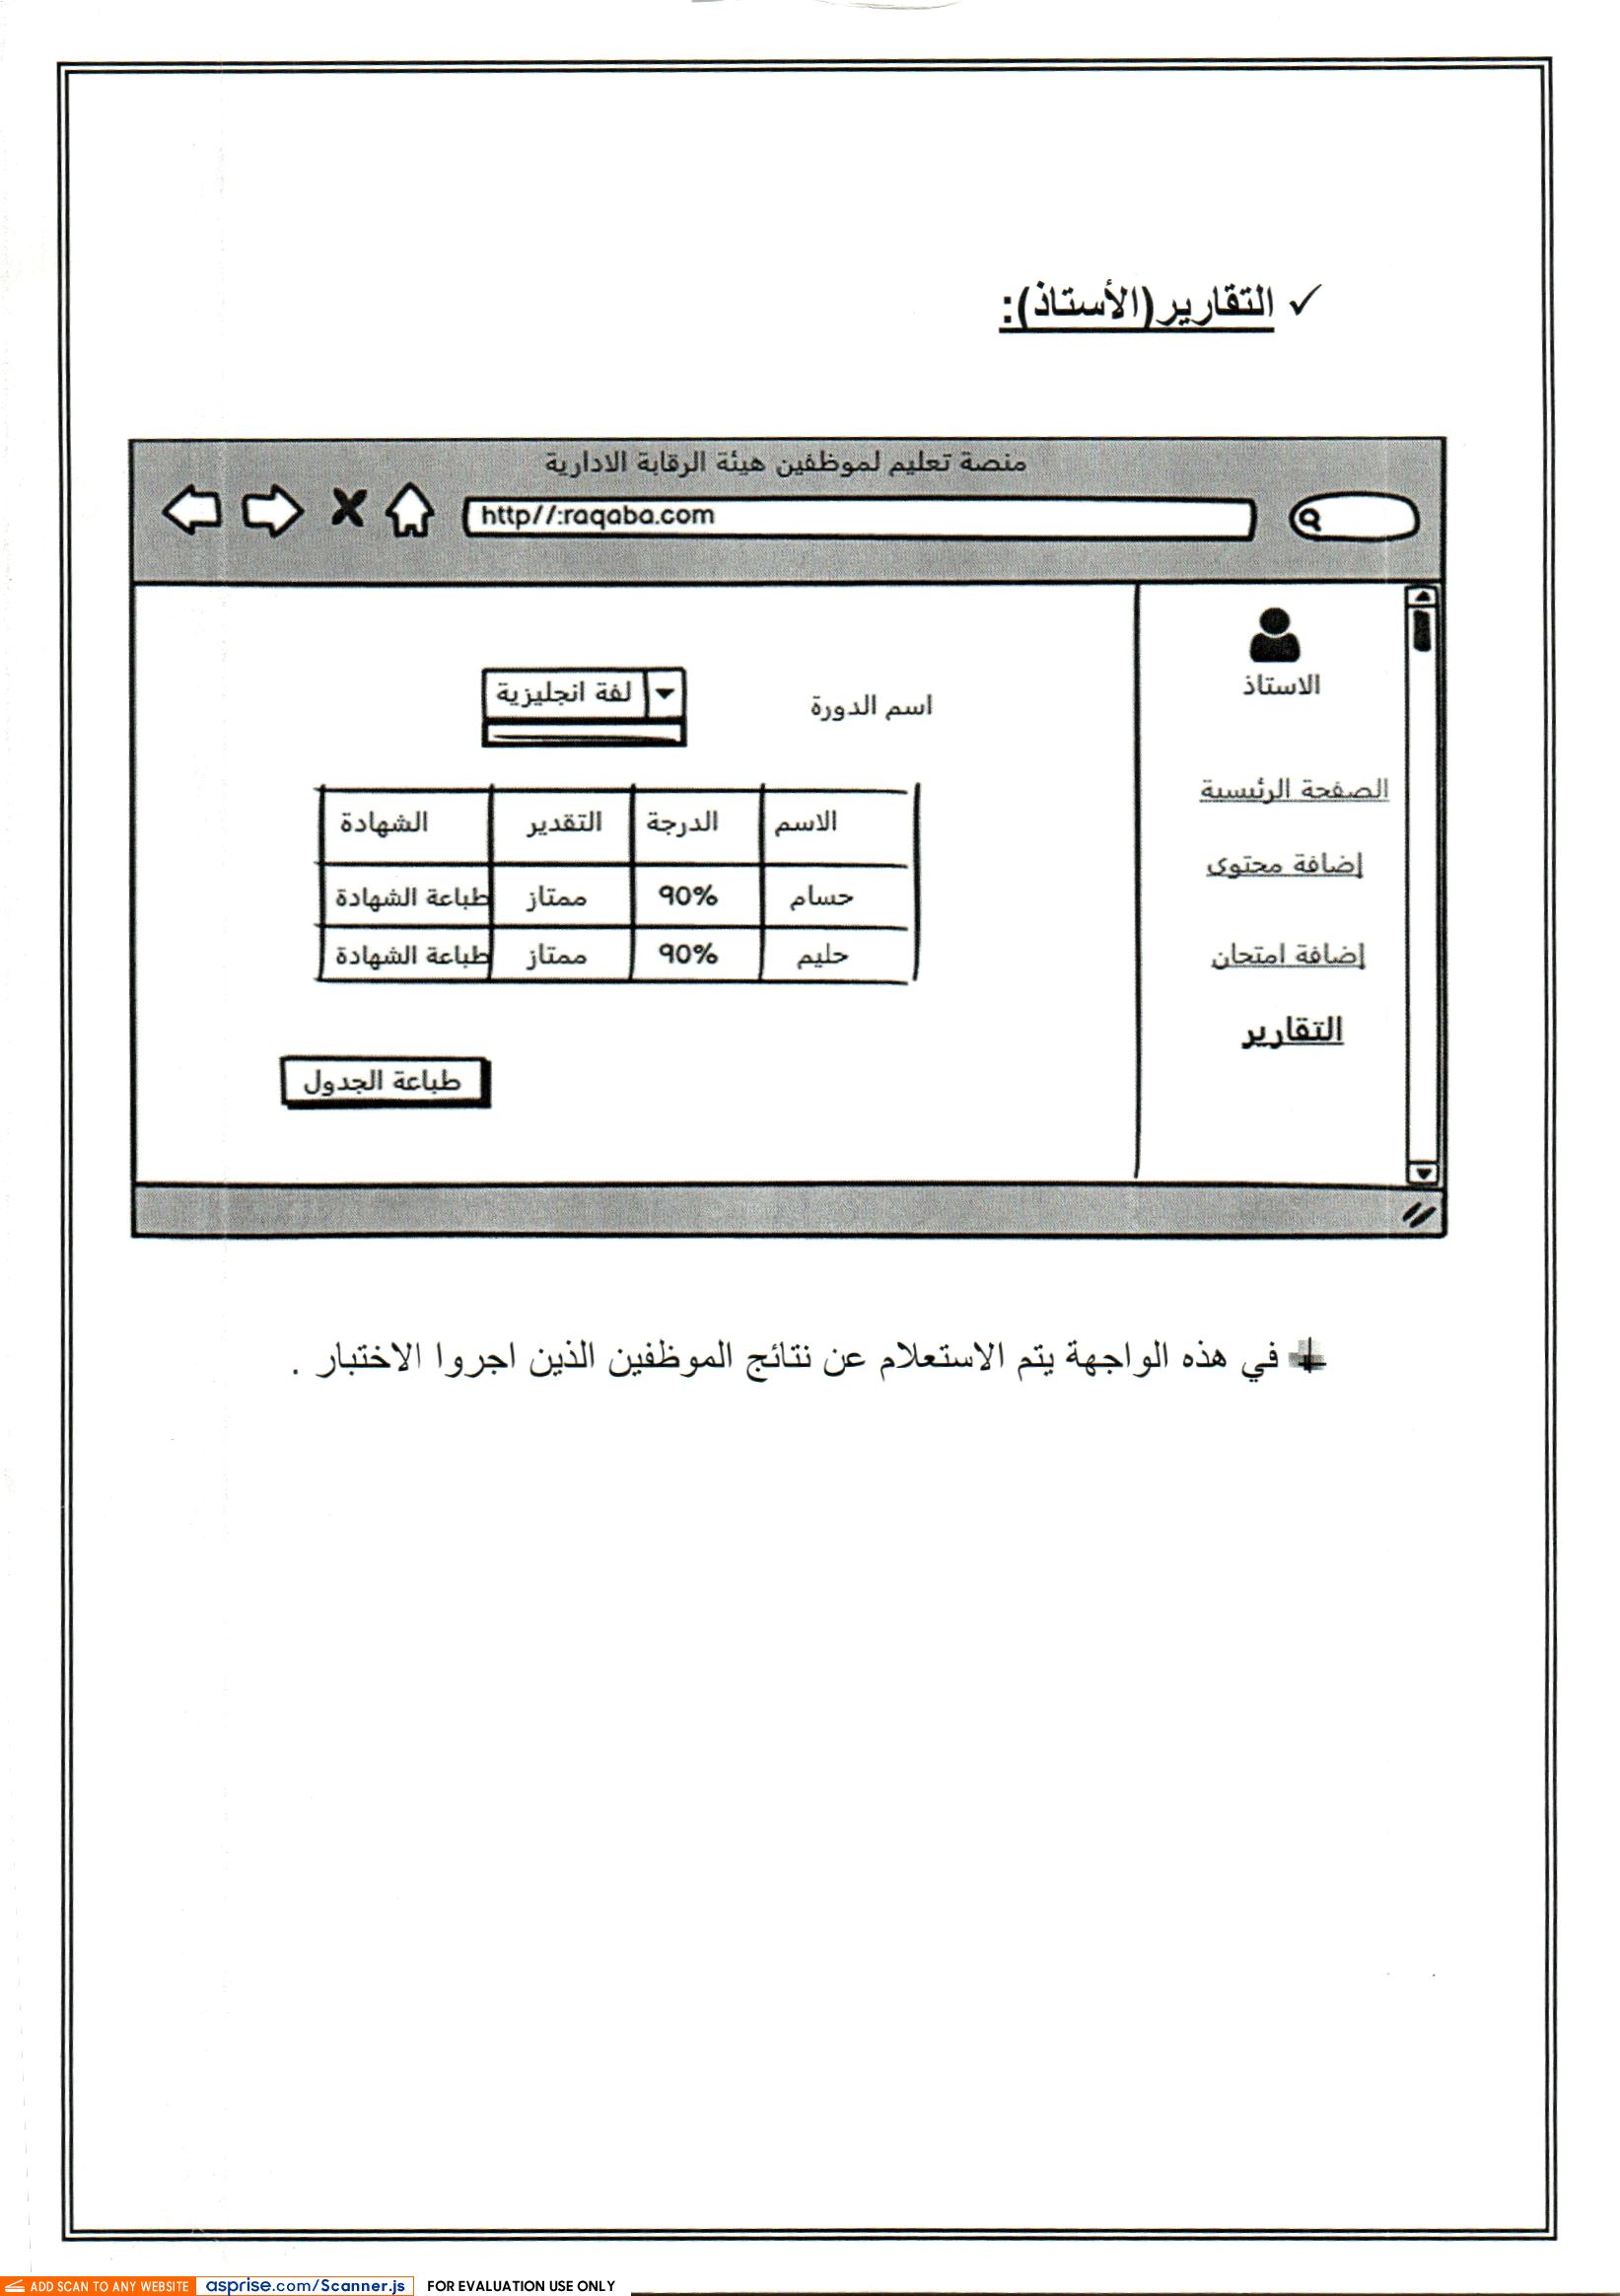 ✓ التقارير(الأستاذ):
منصة تعليم لموظفين هيئة الرقابة الادارية
http//:raqaba.com
الاستاذ
الصفحة الرئيسية
إضافة محتوى
إضافة امتحان
التقارير
اسم الدورة
لغة انجليزية
الاسم الدرجة التقدير الشهادة
حسام 90% ممتاز طباعة الشهادة
حليم 90% ممتاز طباعة الشهادة
طباعة الجدول
في هذه الواجهة يتم الاستعلام عن نتائج الموظفين الذين اجروا الاختبار .
ADD SCAN TO ANY WEBSITE asprise.com/Scanner.js FOR EVALUATION USE ONLY